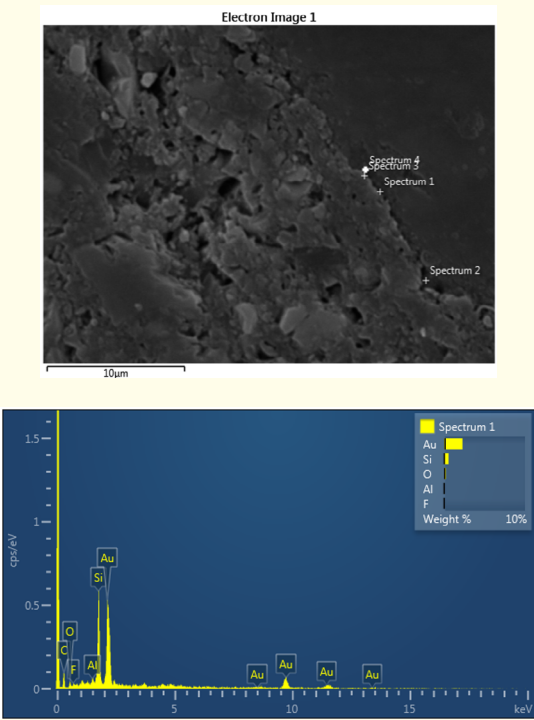 Electron Image 1
Spectrum 4
Spectrum 3
Spectrum 1
Spectrum 2
10µm
Spectrum 1
Au
Si
O
Al
F
Weight % 10%
cps/eV
1.5
1
0.5
0
Au
Si
O
C
F
Al
Au
Au
Au
Au
0 5 10 15 keV